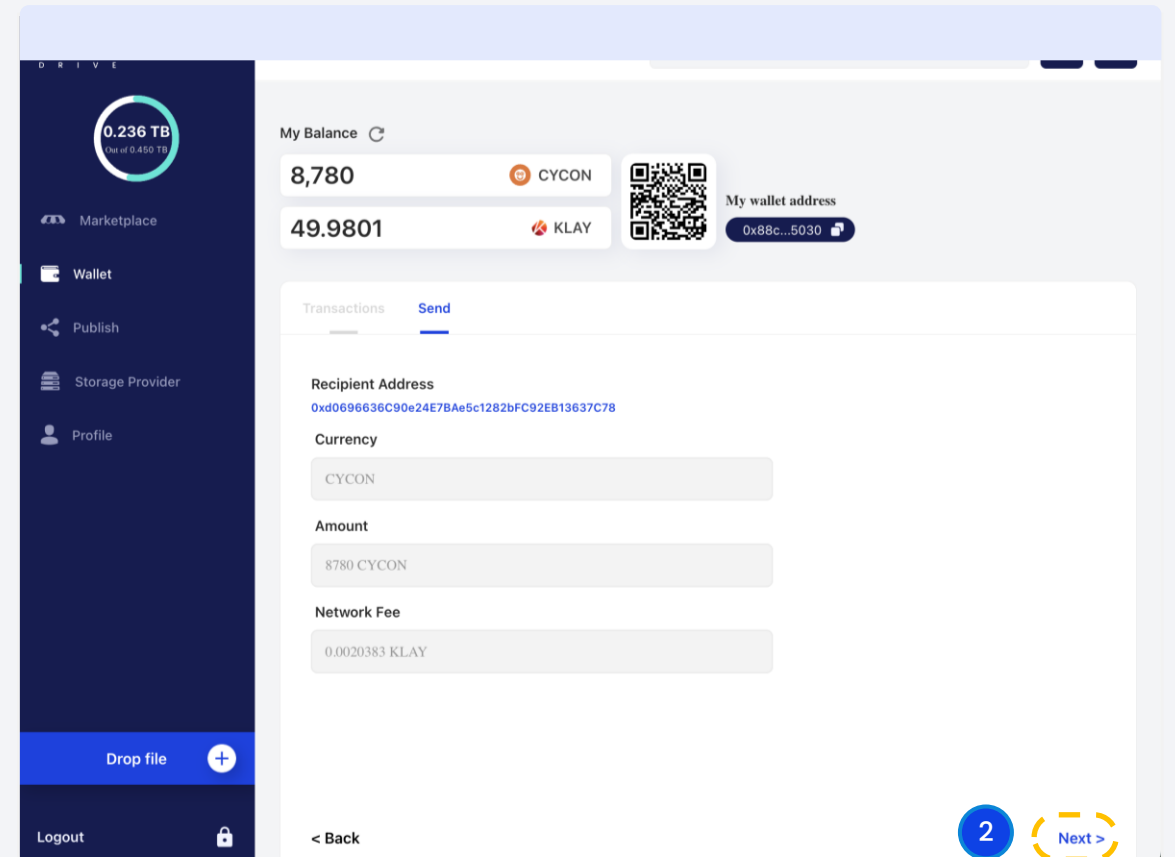 DRIVE
0.236 TB
Out of 0.450 TB
Marketplace
Wallet
Publish
Storage Provider
Profile
Drop file
Logout
My Balance
8,780 CYCON
49.9801 KLAY
My wallet address
0x88c...5030
Transactions Send
Recipient Address
0xd0696636C90e24E7BAe5c1282bFC92EB13637C78
Currency
CYCON
Amount
8780 CYCON
Network Fee
0.0020383 KLAY
< Back
2
Next >